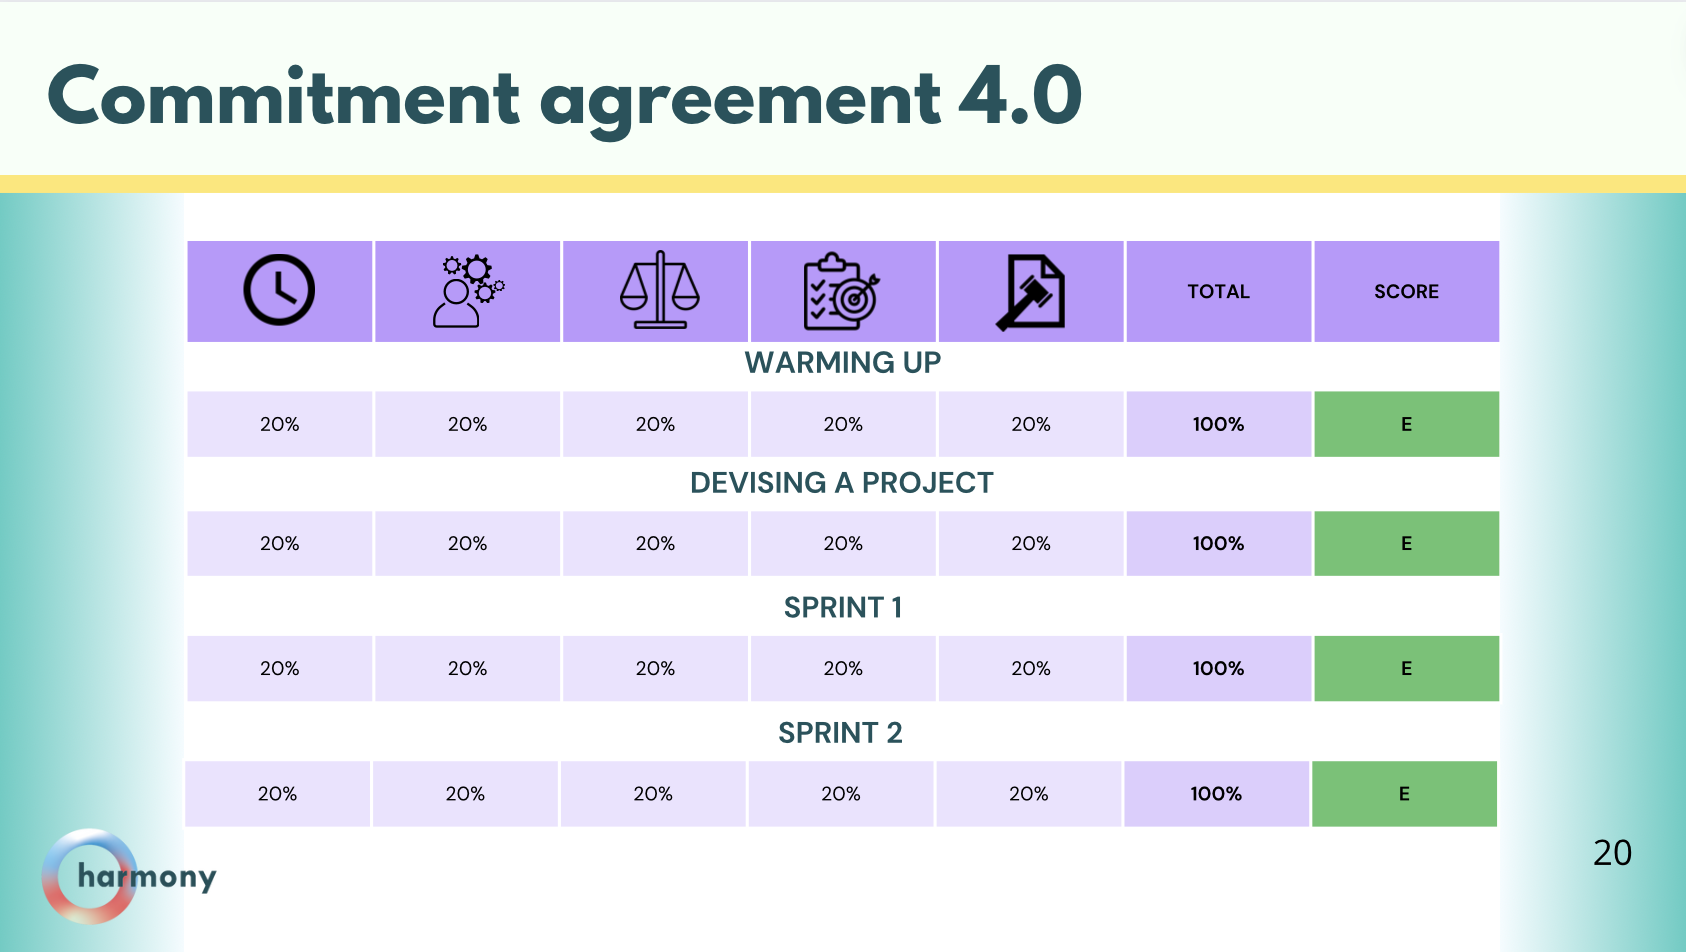 Commitment agreement 4.0
TOTAL SCORE
WARMING UP
20% 20% 20% 20% 20% 100% E
DEVISING A PROJECT
20% 20% 20% 20% 20% 100% E
SPRINT 1
20% 20% 20% 20% 20% 100% E
SPRINT 2
20% 20% 20% 20% 20% 100% E
harmony
20